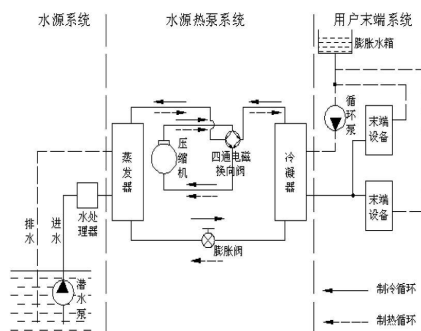 水源系统
水源热泵系统
用户末端系统
膨胀水箱
循环泵
末端设备
末端设备
压缩机
四通电磁
换向阀
蒸发器
冷凝器
水处理器
排水
进水
膨胀阀
潜水泵
制冷循环
制热循环